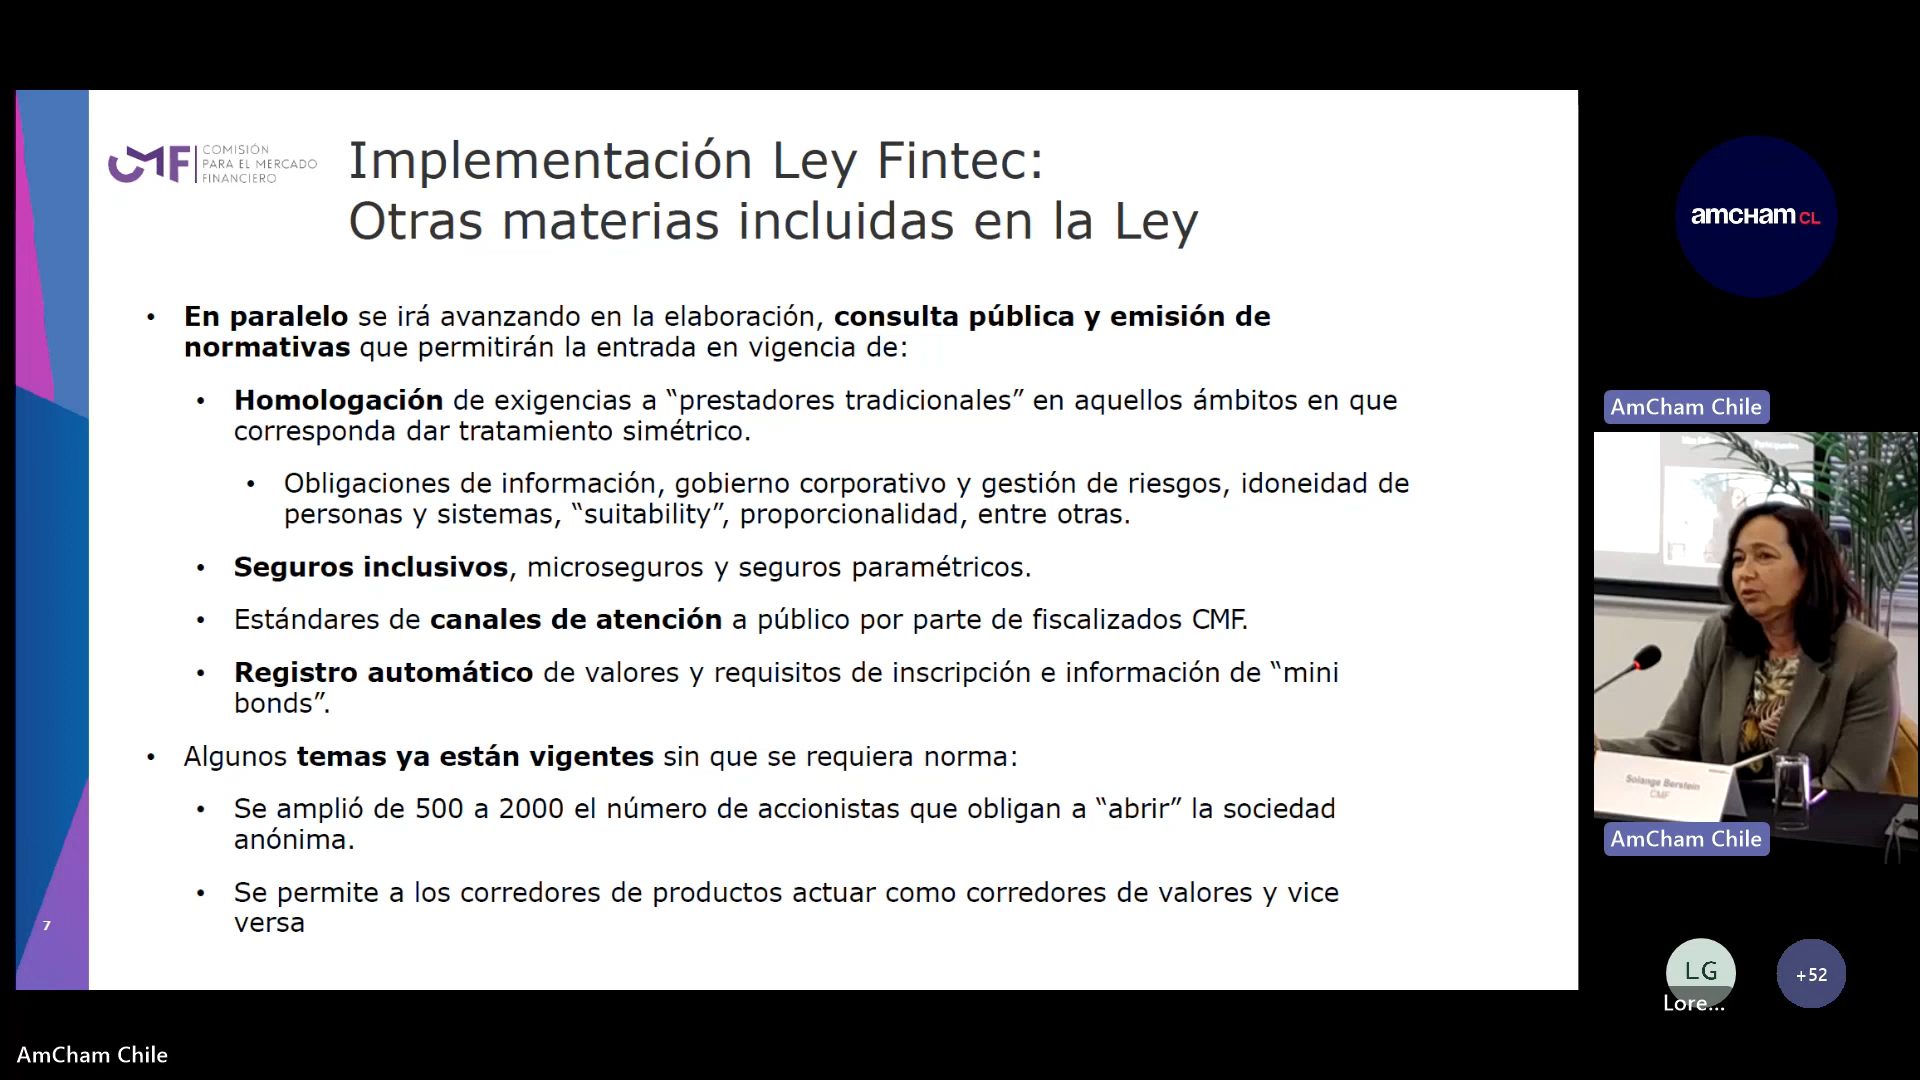 CMF
COMISIÓN
PARA EL MERCADO
FINANCIERO
Implementación Ley Fintec:
Otras materias incluidas en la Ley
• En paralelo se irá avanzando en la elaboración, consulta pública y emisión de
normativas que permitirán la entrada en vigencia de:
• Homologación de exigencias a “prestadores tradicionales” en aquellos ámbitos en que
corresponda dar tratamiento simétrico.
• Obligaciones de información, gobierno corporativo y gestión de riesgos, idoneidad de
personas y sistemas, “suitability”, proporcionalidad, entre otras.
• Seguros inclusivos, microseguros y seguros paramétricos.
• Estándares de canales de atención a público por parte de fiscalizados CMF.
• Registro automático de valores y requisitos de inscripción e información de “mini
bonds”.
• Algunos temas ya están vigentes sin que se requiera norma:
• Se amplió de 500 a 2000 el número de accionistas que obligan a “abrir” la sociedad
anónima.
• Se permite a los corredores de productos actuar como corredores de valores y vice
versa
7
amcham CL
AmCham Chile
Solange Berstein
CMF
AmCham Chile
LG
Lore...
+52
AmCham Chile